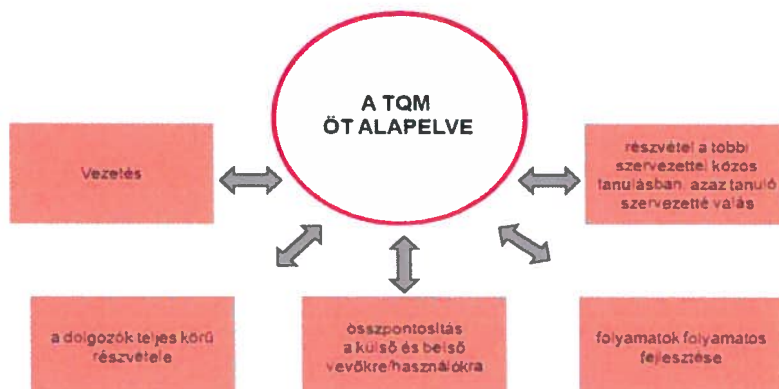 A TQM
ÖT ALAPELVE
Vezetés
részvétel a többi
szervezettel közös
tanulásban, azaz tanuló
szervezetté válás
a dolgozók teljes körű
részvétele
összpontosítás
a külső és belső
vevőkre/használókra
folyamatok folyamatos
fejlesztése